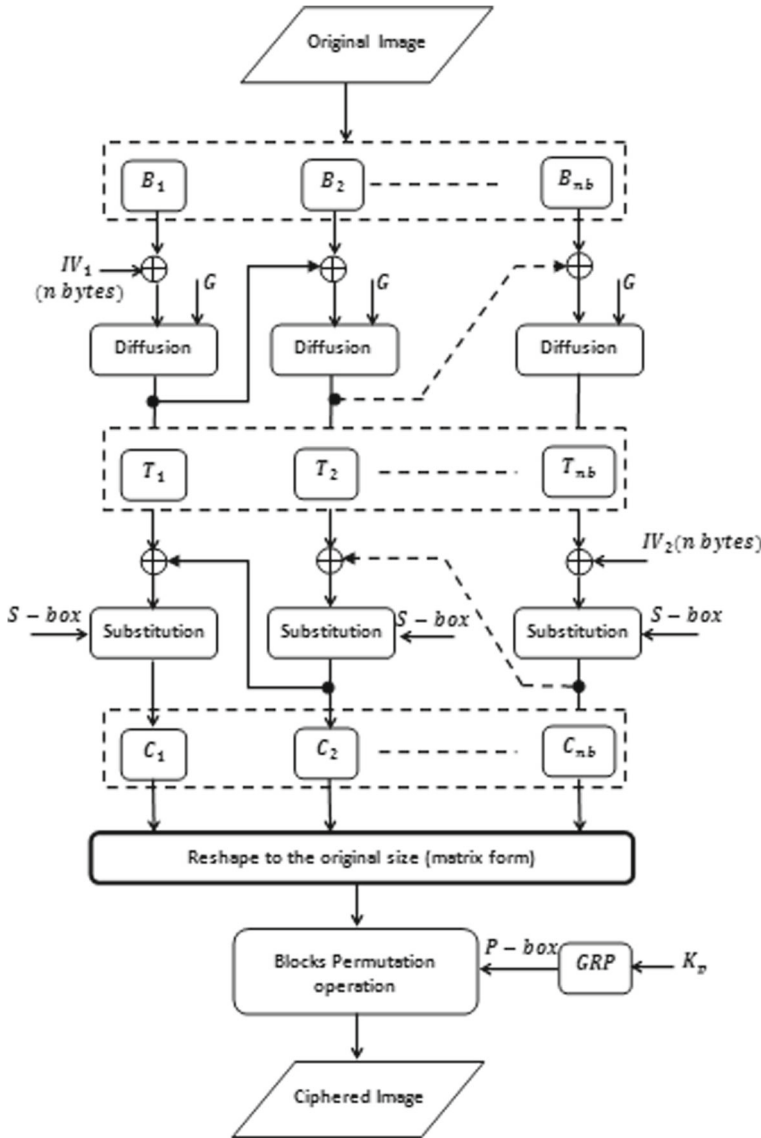 Original Image
B₁ B₂ Bₙb
IV₁
(n bytes)
G G G
Diffusion Diffusion Diffusion
T₁ T₂ Tₙb
IV₂(n bytes)
S − box S − box S − box
Substitution Substitution Substitution
C₁ C₂ Cₙb
Reshape to the original size (matrix form)
Blocks Permutation
operation
P − box GRP Kₚ
Ciphered Image